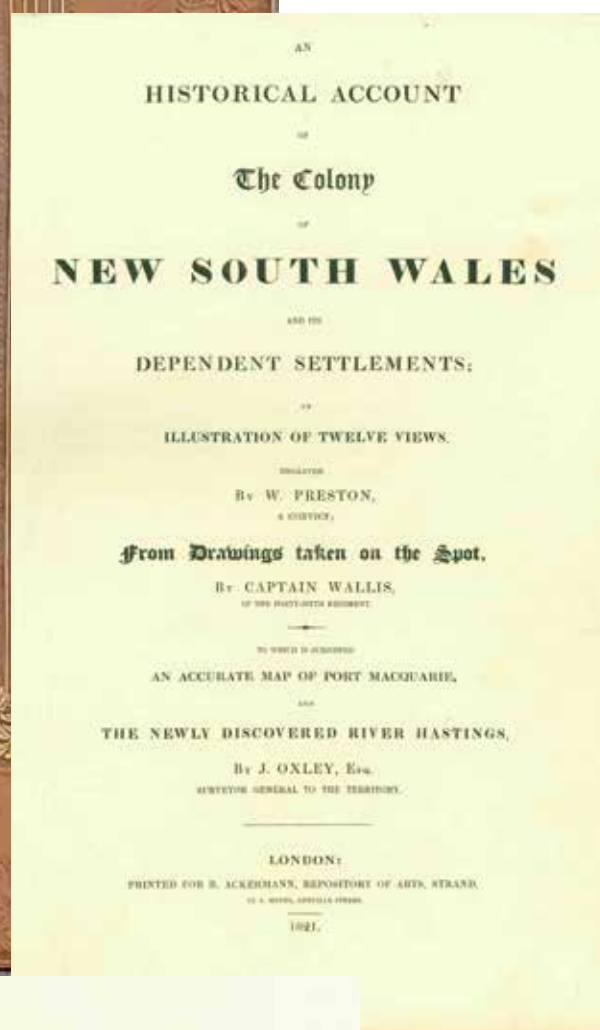 AN
HISTORICAL ACCOUNT
OF
The Colony
OF
NEW SOUTH WALES
AND ITS
DEPENDENT SETTLEMENTS;
IN
ILLUSTRATION OF TWELVE VIEWS,
ENGRAVED
By W. PRESTON,
A CONVICT;
From Drawings taken on the Spot,
By CAPTAIN WALLIS,
OF THE FORTY-SIXTH REGIMENT.
TO WHICH IS SUBJOINED
AN ACCURATE MAP OF PORT MACQUARIE,
AND
THE NEWLY DISCOVERED RIVER HASTINGS,
By J. OXLEY, Esq.
SURVEYOR GENERAL TO THE TERRITORY.
LONDON:
PRINTED FOR R. ACKERMANN, REPOSITORY OF ARTS, STRAND,
1821.